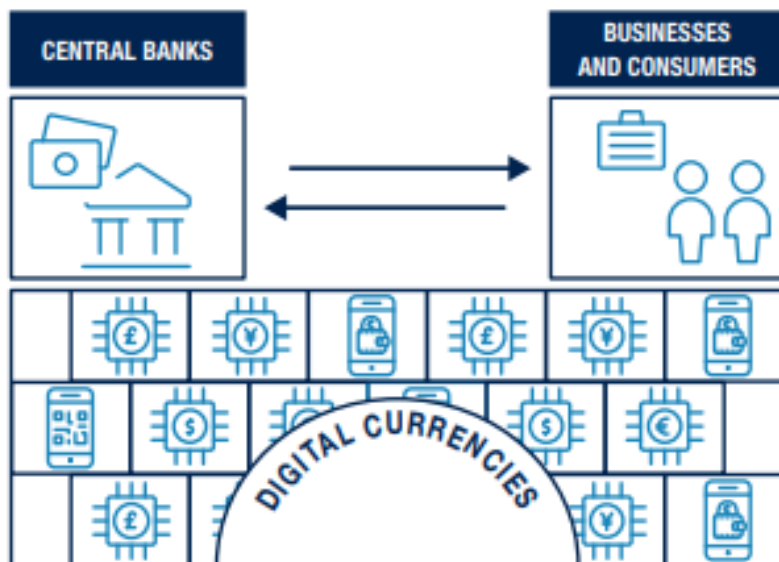 CENTRAL BANKS
BUSINESSES
AND CONSUMERS
£ ¥ £ ¥
$ $ €
DIGITAL CURRENCIES
£ ¥